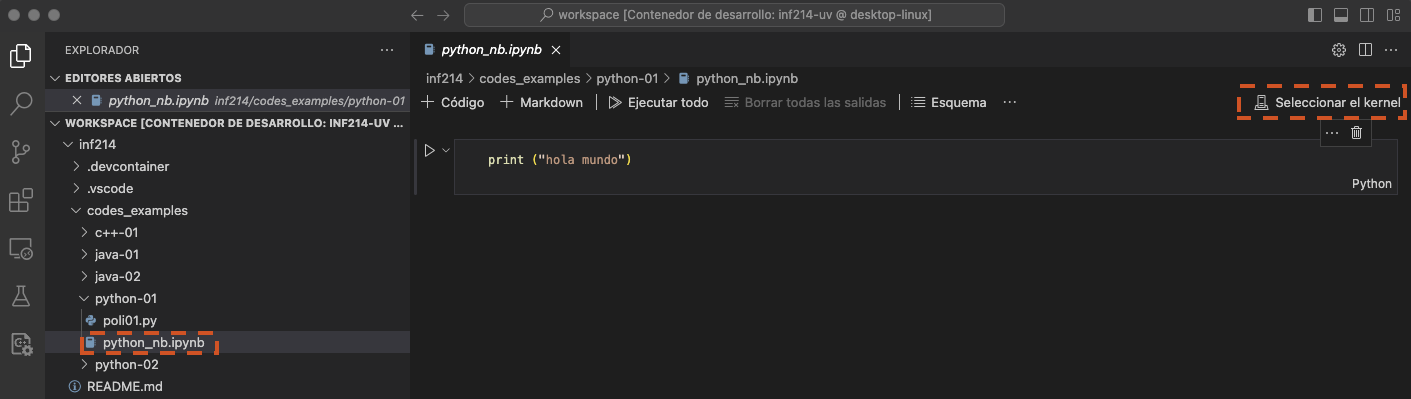 workspace [Contenedor de desarrollo: inf214-uv @ desktop-linux]
EXPLORADOR
EDITORES ABIERTOS
python_nb.ipynb inf214/codes_examples/python-01
WORKSPACE [CONTENEDOR DE DESARROLLO: INF214-UV ...
inf214
.devcontainer
.vscode
codes_examples
c++-01
java-01
java-02
python-01
poli01.py
python_nb.ipynb
python-02
README.md
python_nb.ipynb
inf214 > codes_examples > python-01 > python_nb.ipynb
+ Código + Markdown Ejecutar todo Borrar todas las salidas Esquema ... Seleccionar el kernel
print ("hola mundo")
Python